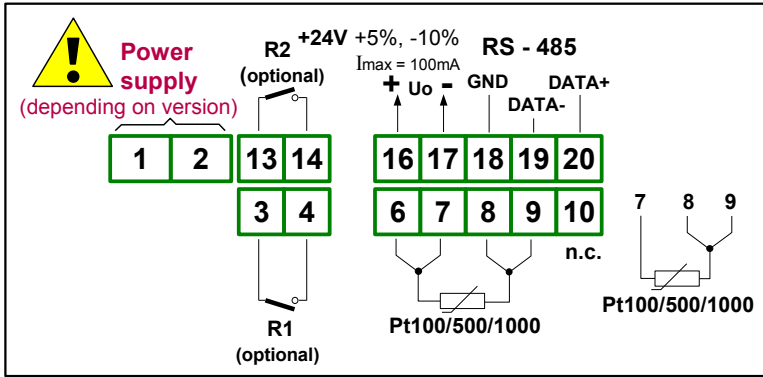 R2
(optional)
+24V +5%, -10%
Imax = 100mA
+ Uo -
RS - 485
GND
DATA-
DATA+
!
Power
supply
(depending on version)
1 2 13 14 16 17 18 19 20
3 4 6 7 8 9 10
n.c.
7 8 9
R1
(optional)
Pt100/500/1000
Pt100/500/1000